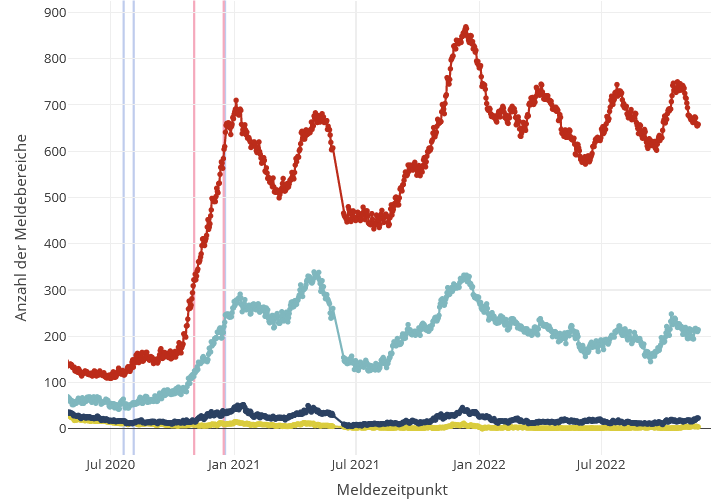 900
800
700
600
500
400
300
200
100
0
Anzahl der Meldebereiche
Jul 2020
Jan 2021
Jul 2021
Jan 2022
Jul 2022
Meldezeitpunkt